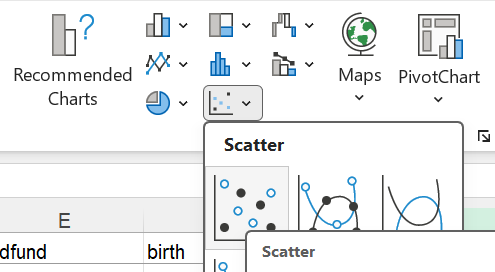 Recommended
Charts
Maps
PivotChart
Scatter
E
dfund
birth
Scatter